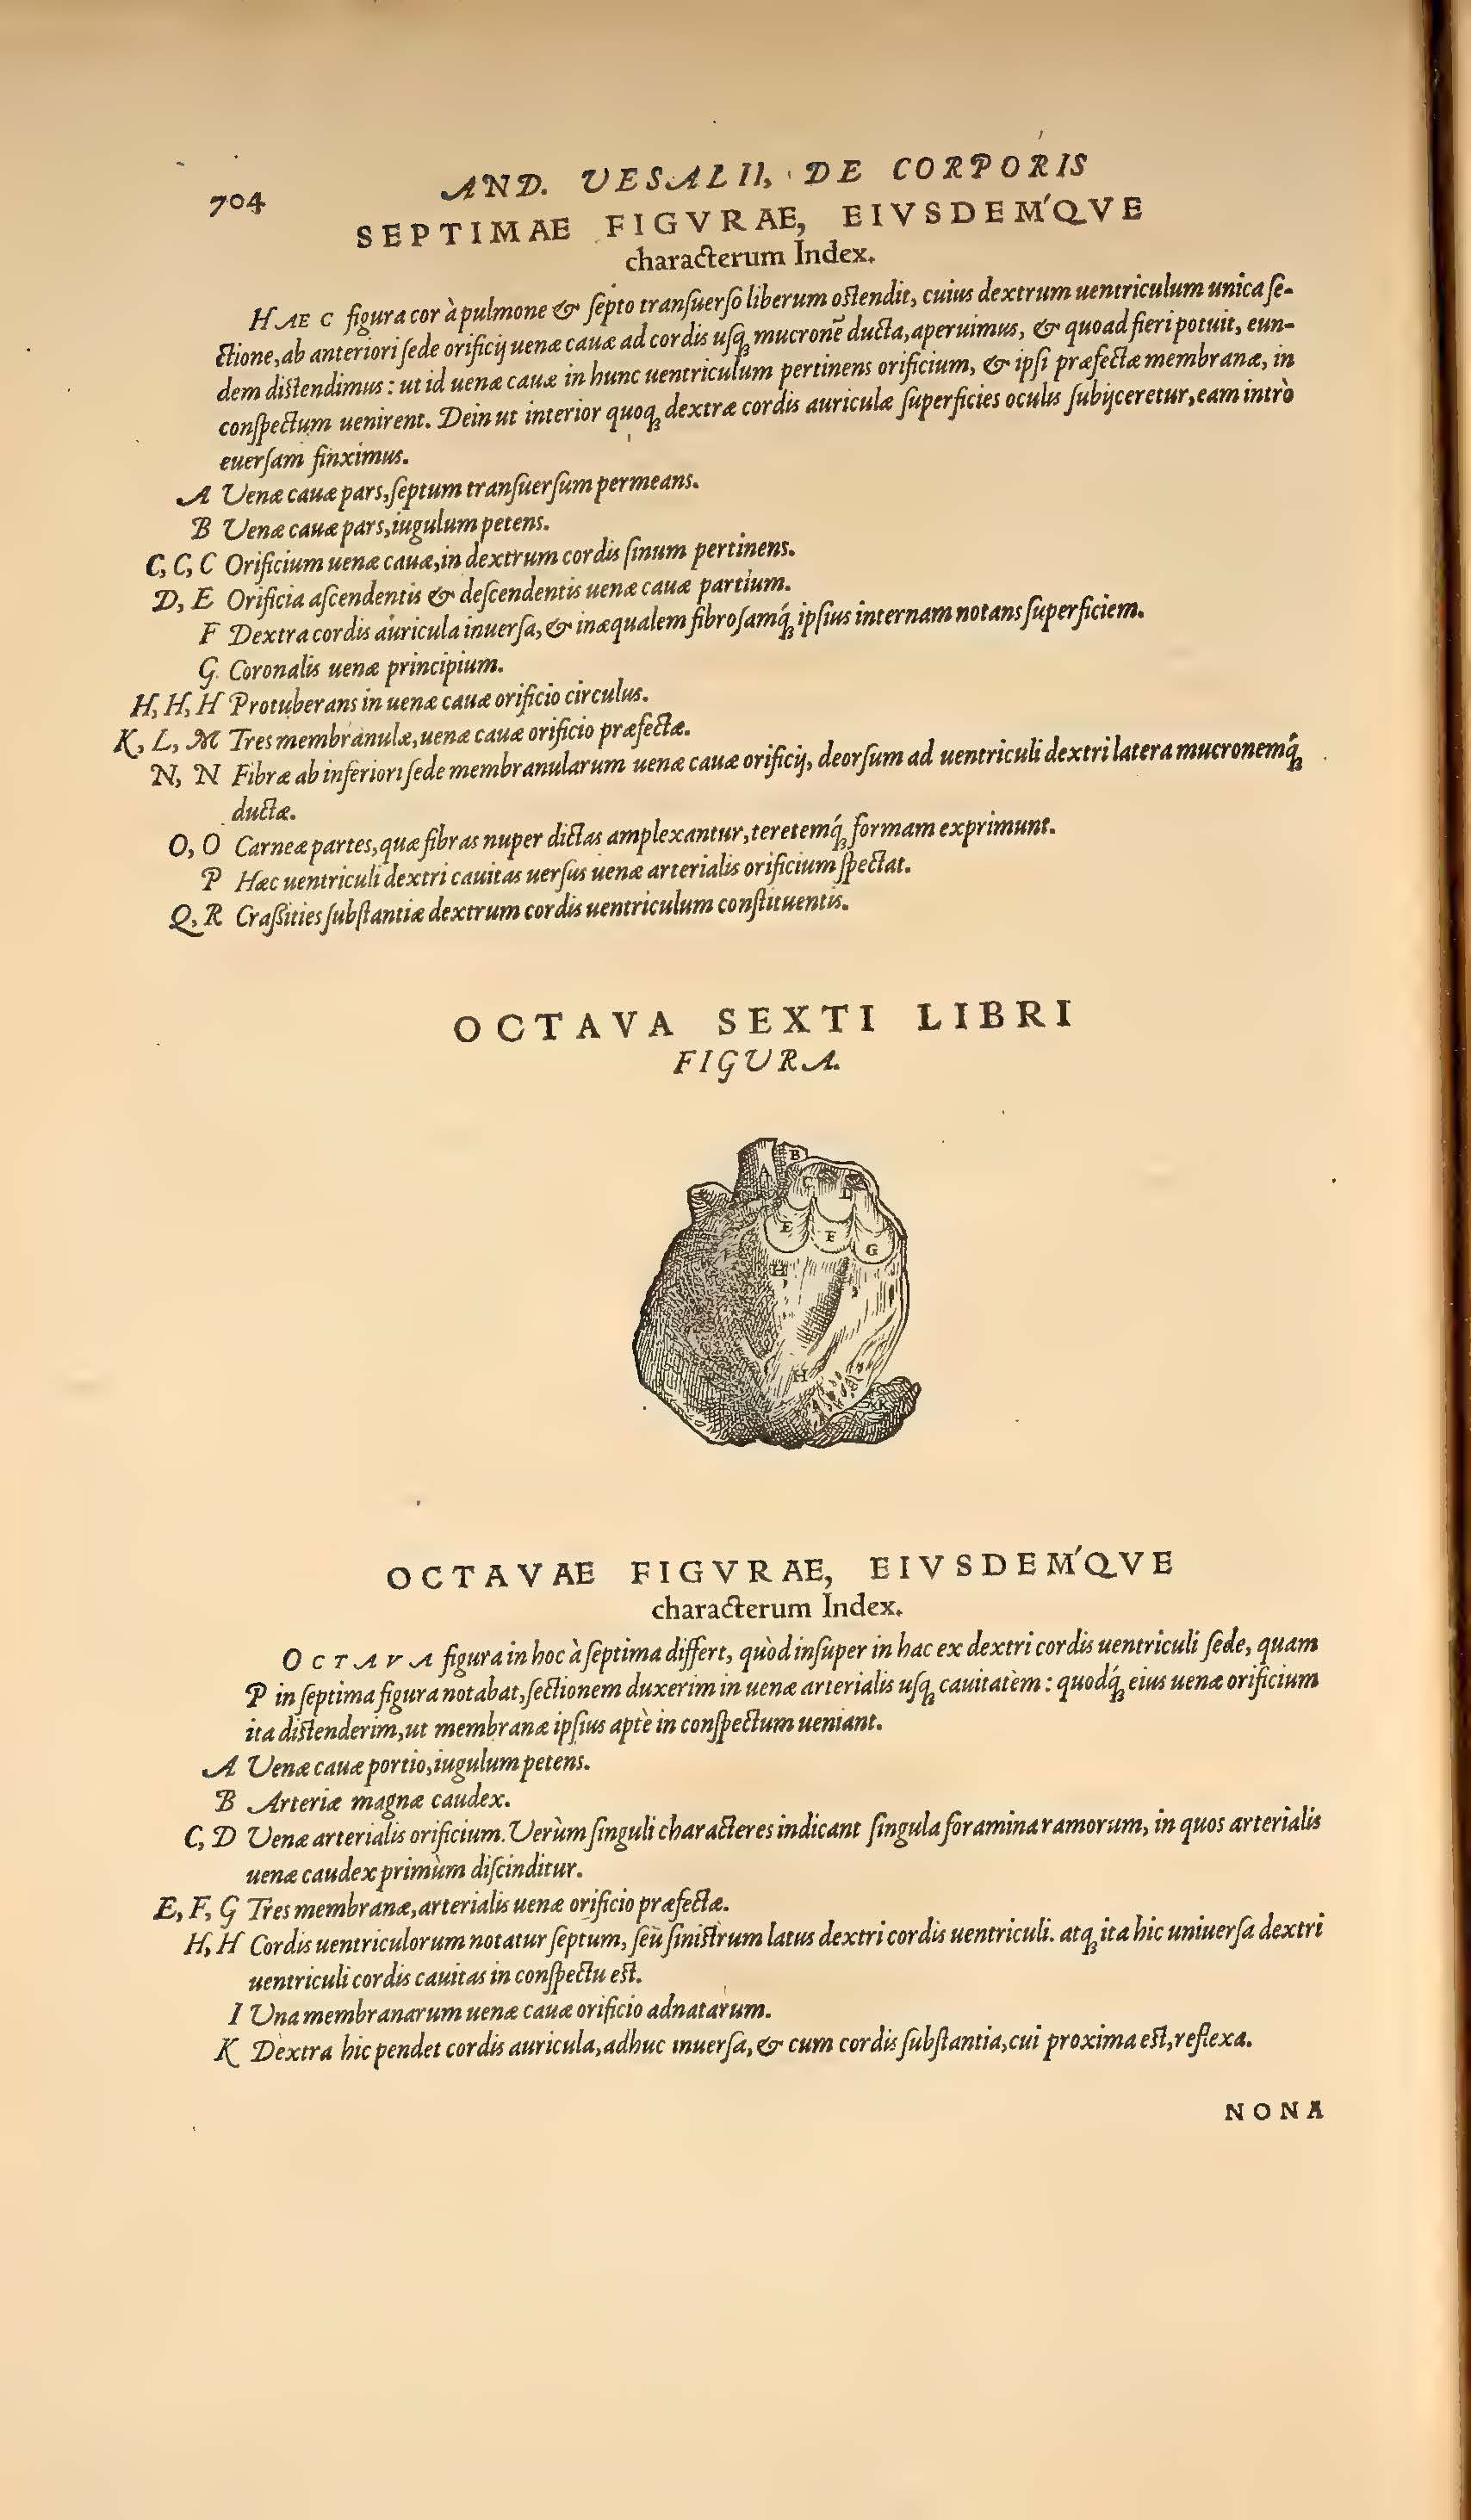 704
AND. VESALII, DE CORPORIS
SEPTIMAE FIGVRAE, EIVSDEM'QVE
characterum Index.
HAEC figura cor à pulmone & ſepto tranſuerſo liberum oſtendit, cuius dextrum uentriculum unica ſe-
ctione, ab anteriori ſede orificij uenæ cauæ ad cordis uſq́; mucronē ducta, aperuimus, & quoad fieri potuit, eun-
dem diſtendimus: ut id uenæ cauæ in hunc uentriculum pertinens orificium, & ipſi præfectæ membranæ, in
conſpectum uenirent. Dein ut interior quoq; dextræ cordis auriculæ ſuperficies oculis ſubijceretur, eam intrò
euerſam finximus.
A Venæ cauæ pars, ſeptum tranſuerſum permeans.
B Venæ cauæ pars, iugulum petens.
C, C, C Orificium uenæ cauæ, in dextrum cordis ſinum pertinens.
D, E Orificia aſcendentis & deſcendentis uenæ cauæ partium.
F Dextra cordis auricula inuerſa, & inæqualem fibroſamq́; ipſius internam notans ſuperficiem.
G Coronalis uenæ principium.
H, H, H Protuberans in uenæ cauæ orificio circulus.
K, L, M Tres membranulæ, uenæ cauæ orificio præfectæ.
N, N Fibræ ab inferiori ſede membranularum uenæ cauæ orificij, deorſum ad uentriculi dextri latera mucronemq́;
ductæ.
O, O Carneæ partes, quæ fibras nuper dictas amplexantur, teretemq́; formam exprimunt.
P Hæc uentriculi dextri cauitas uerſus uenæ arterialis orificium ſpectat.
Q, R Craſſities ſubſtantiæ dextrum cordis uentriculum conſtituentis.
OCTAVA SEXTI LIBRI
FIGVRA.
A B
C D
E F G
H
H
K
OCTAVAE FIGVRAE, EIVSDEM'QVE
characterum Index.
OCTAVA figura in hoc à ſeptima differt, quòd inſuper in hac ex dextri cordis uentriculi ſede, quam
P in ſeptima figura notabat, ſectionem duxerim in uenæ arterialis uſq; cauitatem: quodq́; eius uenæ orificium
ita diſtenderim, ut membranæ ipſius aptè in conſpectum ueniant.
A Venæ cauæ portio, iugulum petens.
B Arteriæ magnæ caudex.
C, D Venæ arterialis orificium. Verùm ſinguli characteres indicant ſingula foramina ramorum, in quos arterialis
uenæ caudex primùm diſcinditur.
E, F, G Tres membranæ, arterialis uenæ orificio præfectæ.
H, H Cordis uentriculorum notatur ſeptum, ſeu ſiniſtrum latus dextri cordis uentriculi. atq; ita hic uniuerſa dextri
uentriculi cordis cauitas in conſpectu eſt.
I Vna membranarum uenæ cauæ orificio adnatarum.
K Dextra hic pendet cordis auricula, adhuc inuerſa, & cum cordis ſubſtantia, cui proxima eſt, reflexa.
NONA